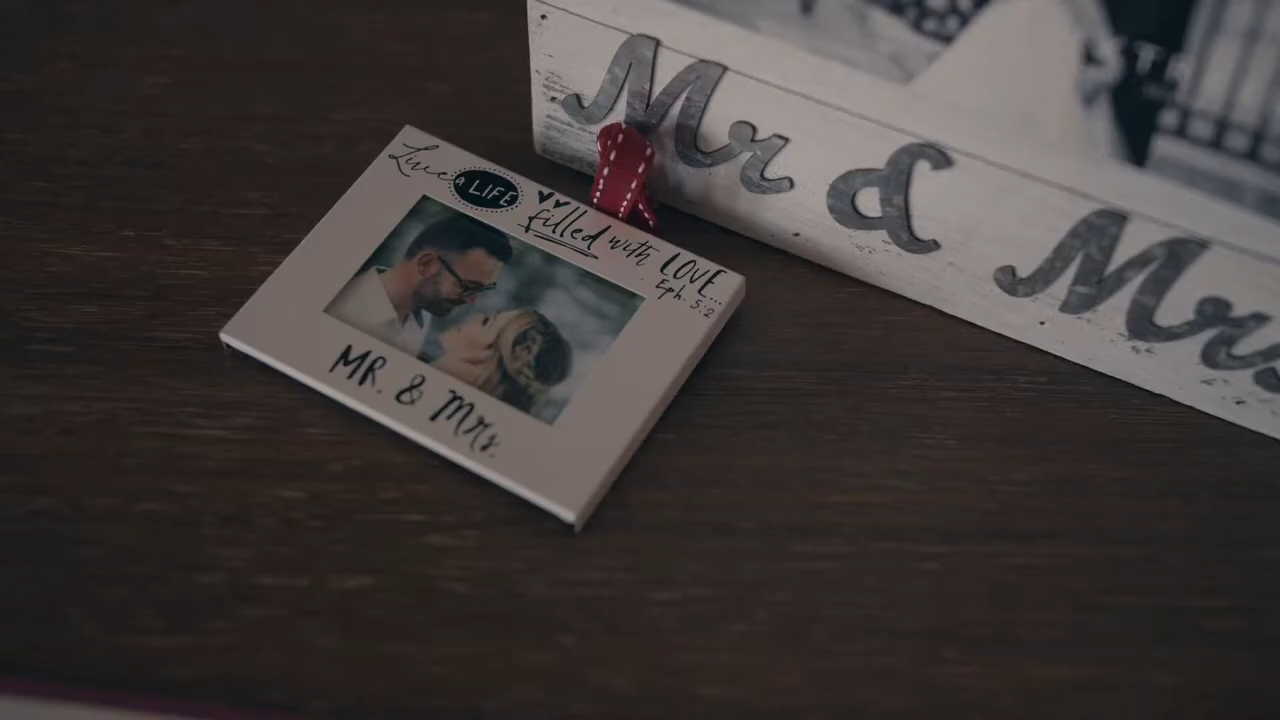 Live a LIFE
filled with LOVE...
Eph. 5:2
MR. & Mrs.
Mr & Mrs